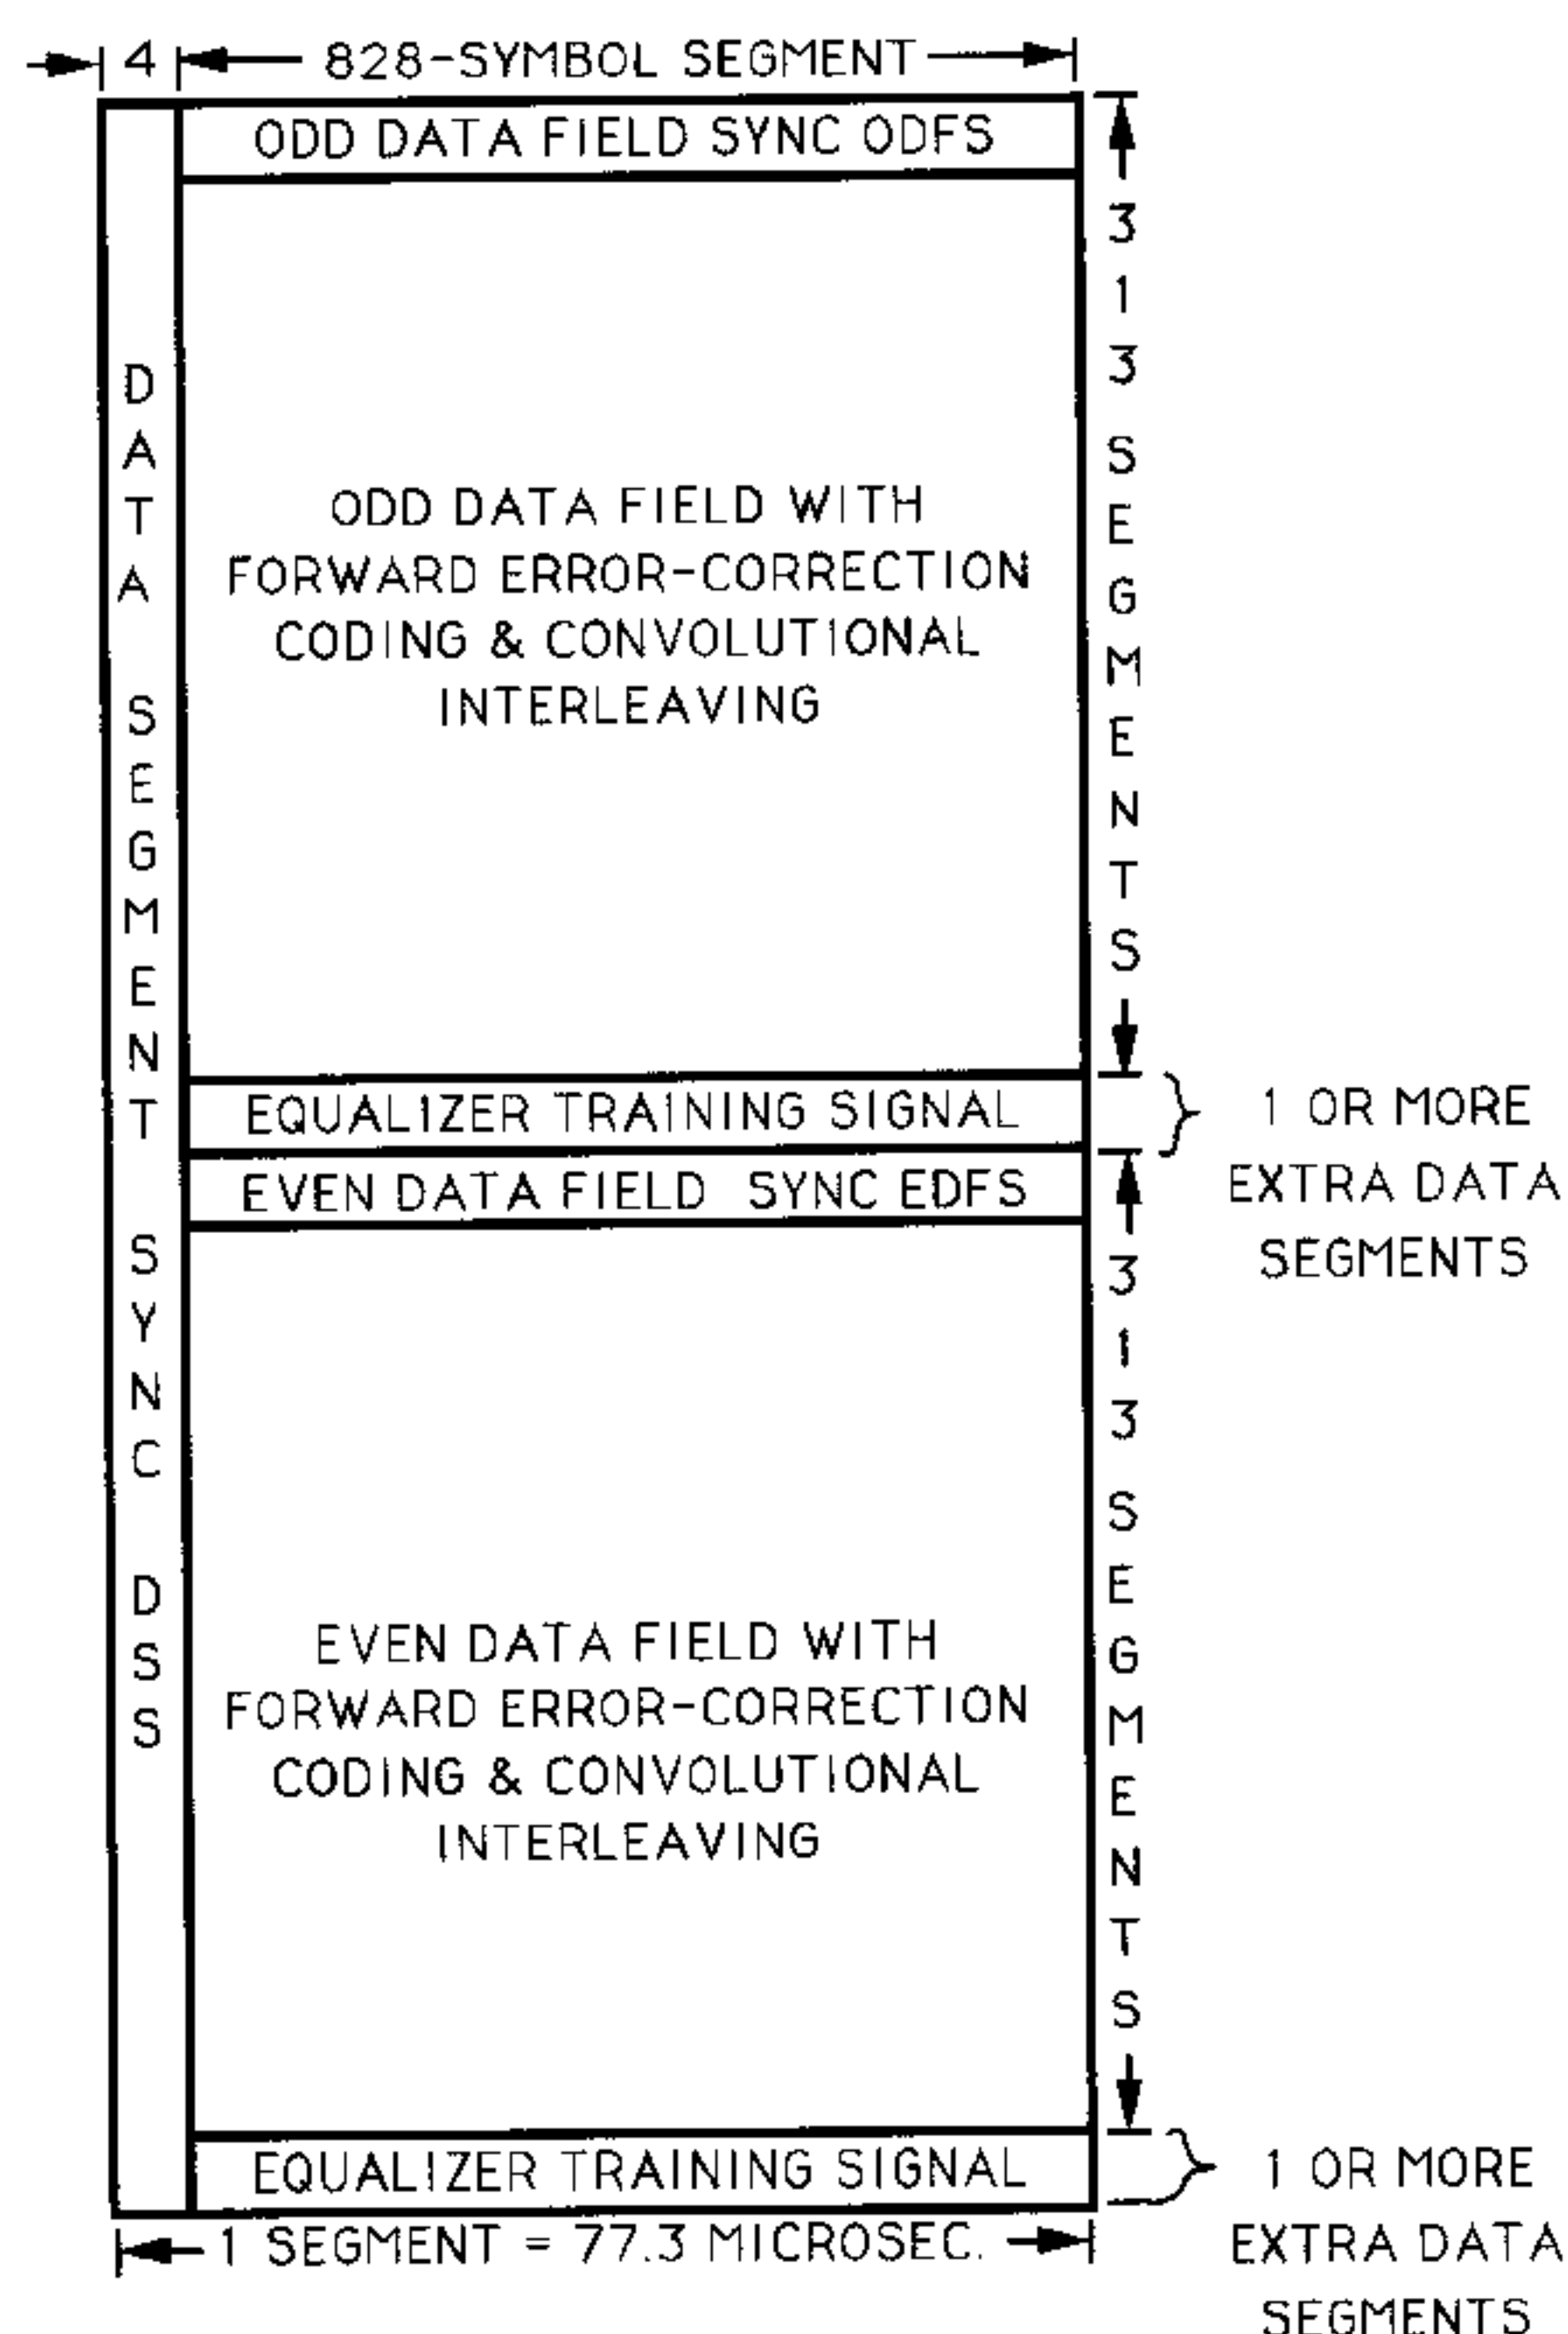 4 828-SYMBOL SEGMENT
ODD DATA FIELD SYNC ODFS
313 SEGMENTS
DATA SEGMENT SYNC DSS
ODD DATA FIELD WITH
FORWARD ERROR-CORRECTION
CODING & CONVOLUTIONAL
INTERLEAVING
EQUALIZER TRAINING SIGNAL
1 OR MORE
EXTRA DATA
SEGMENTS
EVEN DATA FIELD SYNC EDFS
313 SEGMENTS
EVEN DATA FIELD WITH
FORWARD ERROR-CORRECTION
CODING & CONVOLUTIONAL
INTERLEAVING
EQUALIZER TRAINING SIGNAL
1 OR MORE
EXTRA DATA
SEGMENTS
1 SEGMENT = 77.3 MICROSEC.